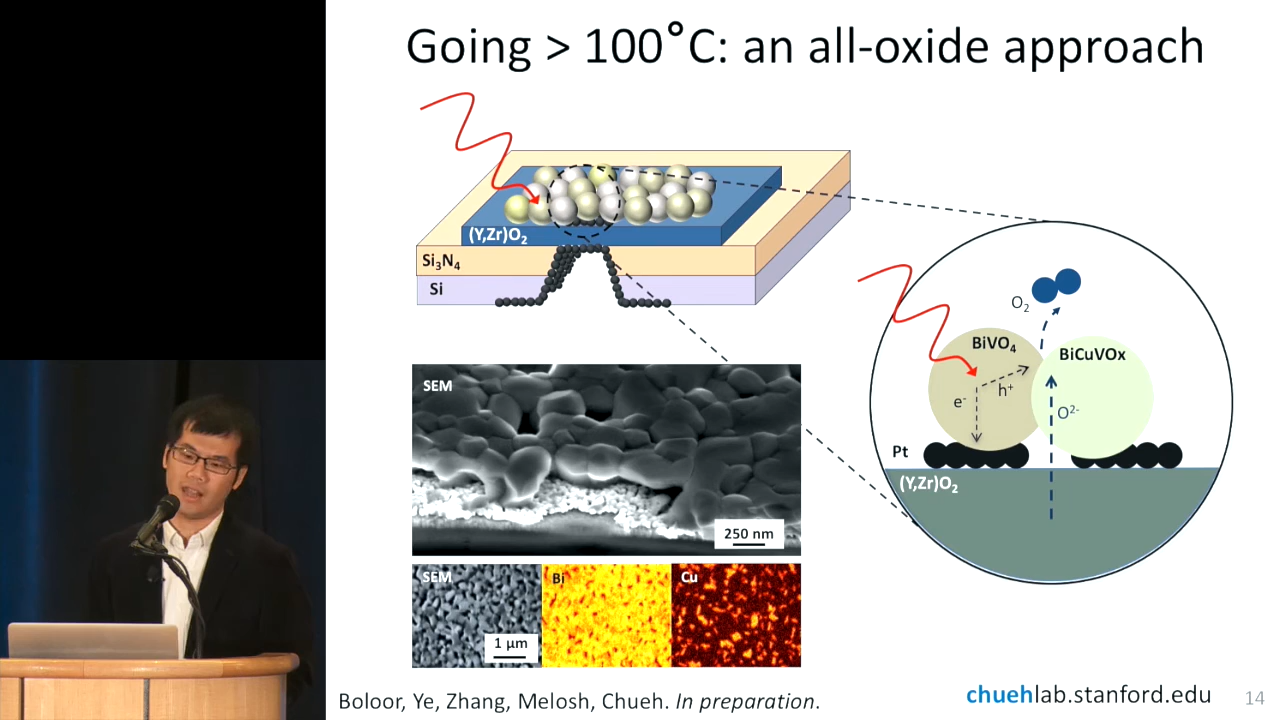 Going > 100°C: an all-oxide approach
(Y,Zr)O₂
Si₃N₄
Si
O₂
BiVO₄
BiCuVOx
h⁺
e⁻
O²⁻
Pt
(Y,Zr)O₂
SEM
250 nm
SEM
Bi
Cu
1 μm
Boloor, Ye, Zhang, Melosh, Chueh. In preparation.
chuehlab.stanford.edu
14